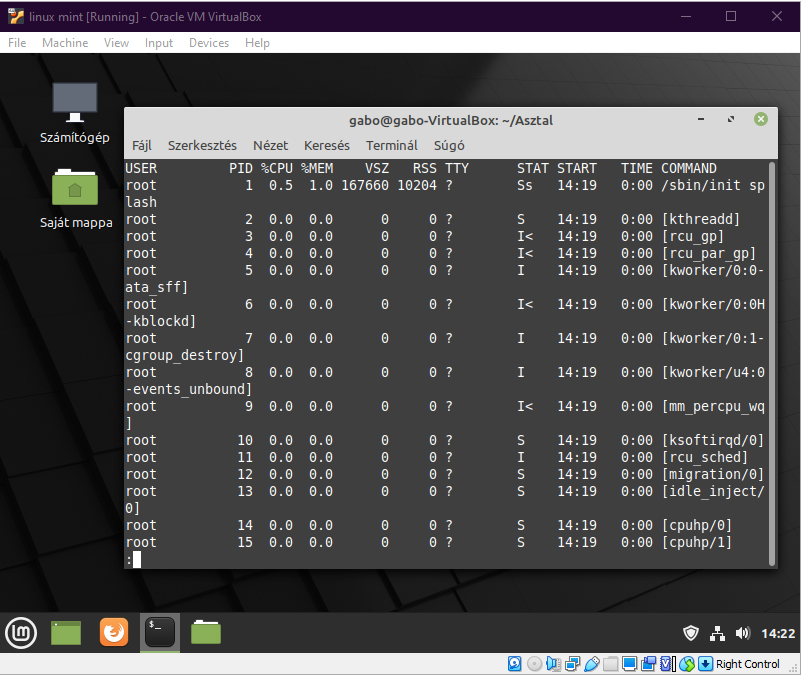 linux mint [Running] - Oracle VM VirtualBox
File Machine View Input Devices Help
Számítógép
Saját mappa
gabo@gabo-VirtualBox: ~/Asztal
Fájl Szerkesztés Nézet Keresés Terminál Súgó
USER PID %CPU %MEM VSZ RSS TTY STAT START TIME COMMAND
root 1 0.5 1.0 167660 10204 ? Ss 14:19 0:00 /sbin/init sp
lash
root 2 0.0 0.0 0 0 ? S 14:19 0:00 [kthreadd]
root 3 0.0 0.0 0 0 ? I< 14:19 0:00 [rcu_gp]
root 4 0.0 0.0 0 0 ? I< 14:19 0:00 [rcu_par_gp]
root 5 0.0 0.0 0 0 ? I 14:19 0:00 [kworker/0:0-
ata_sff]
root 6 0.0 0.0 0 0 ? I< 14:19 0:00 [kworker/0:0H
-kblockd]
root 7 0.0 0.0 0 0 ? I 14:19 0:00 [kworker/0:1-
cgroup_destroy]
root 8 0.0 0.0 0 0 ? I 14:19 0:00 [kworker/u4:0
-events_unbound]
root 9 0.0 0.0 0 0 ? I< 14:19 0:00 [mm_percpu_wq
]
root 10 0.0 0.0 0 0 ? S 14:19 0:00 [ksoftirqd/0]
root 11 0.0 0.0 0 0 ? I 14:19 0:00 [rcu_sched]
root 12 0.0 0.0 0 0 ? S 14:19 0:00 [migration/0]
root 13 0.0 0.0 0 0 ? S 14:19 0:00 [idle_inject/
0]
root 14 0.0 0.0 0 0 ? S 14:19 0:00 [cpuhp/0]
root 15 0.0 0.0 0 0 ? S 14:19 0:00 [cpuhp/1]
:
14:22
Right Control